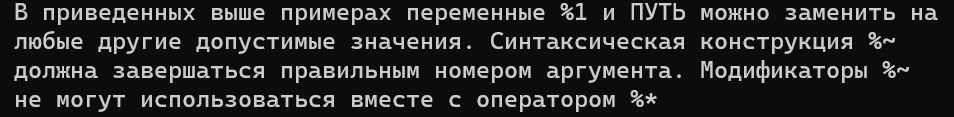 В приведенных выше примерах переменные %1 и ПУТЬ можно заменить на
любые другие допустимые значения. Синтаксическая конструкция %~
должна завершаться правильным номером аргумента. Модификаторы %~
не могут использоваться вместе с оператором %*